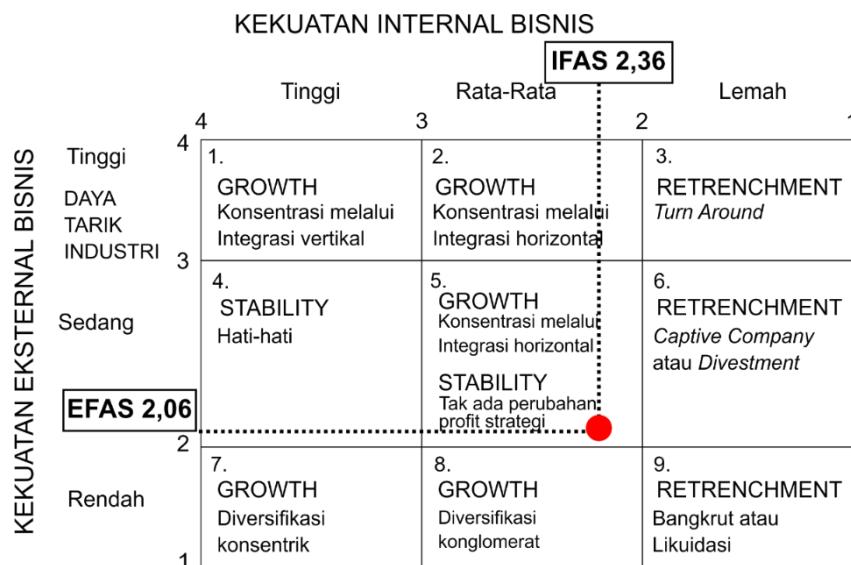 KEKUATAN INTERNAL BISNIS
IFAS 2,36
Tinggi
Rata-Rata
Lemah
4
3
2
1
KEKUATAN EKSTERNAL BISNIS
4
Tinggi
DAYA
TARIK
INDUSTRI
3
1.
GROWTH
Konsentrasi melalui
Integrasi vertikal
2.
GROWTH
Konsentrasi melalui
Integrasi horizontal
3.
RETRENCHMENT
Turn Around
Sedang
EFAS 2,06
2
4.
STABILITY
Hati-hati
5.
GROWTH
Konsentrasi melalui
Integrasi horizontal
STABILITY
Tak ada perubahan
profit strategi
6.
RETRENCHMENT
Captive Company
atau Divestment
Rendah
1
7.
GROWTH
Diversifikasi
konsentrik
8.
GROWTH
Diversifikasi
konglomerat
9.
RETRENCHMENT
Bangkrut atau
Likuidasi